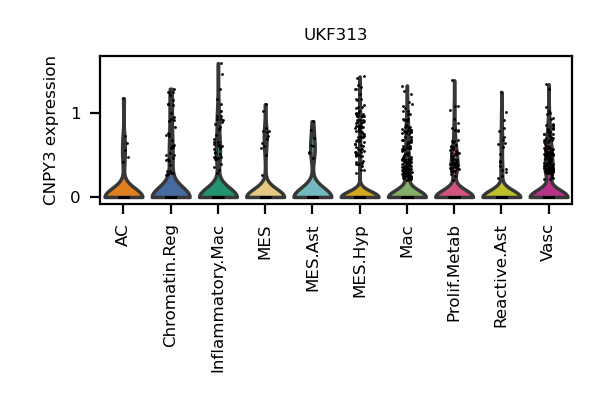 UKF313
CNPY3 expression
1
0
AC
Chromatin.Reg
Inflammatory.Mac
MES
MES.Ast
MES.Hyp
Mac
Prolif.Metab
Reactive.Ast
Vasc